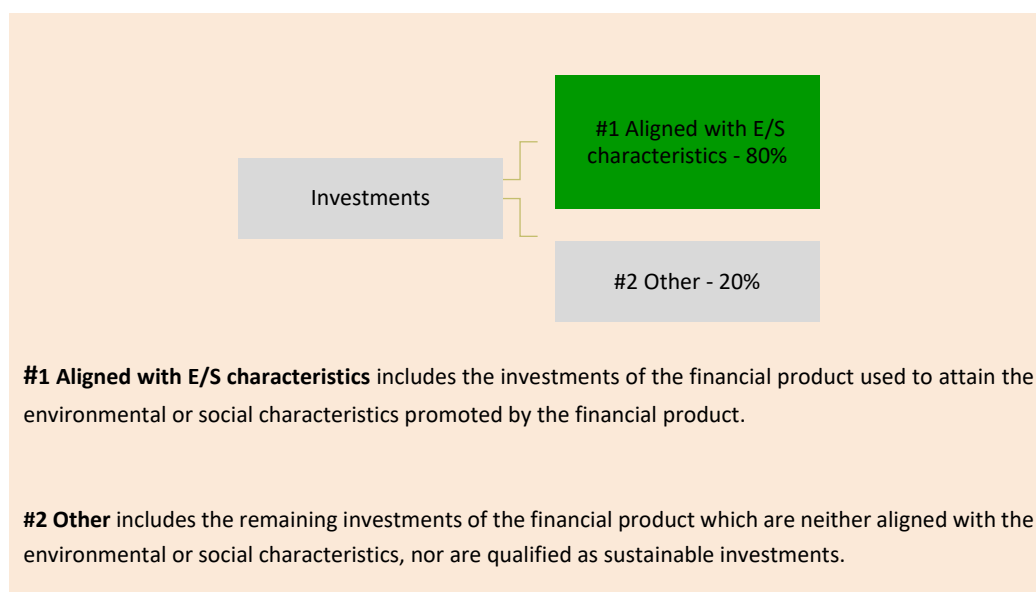 #1 Aligned with E/S
characteristics - 80%
Investments
#2 Other - 20%
#1 Aligned with E/S characteristics includes the investments of the financial product used to attain the
environmental or social characteristics promoted by the financial product.
#2 Other includes the remaining investments of the financial product which are neither aligned with the
environmental or social characteristics, nor are qualified as sustainable investments.